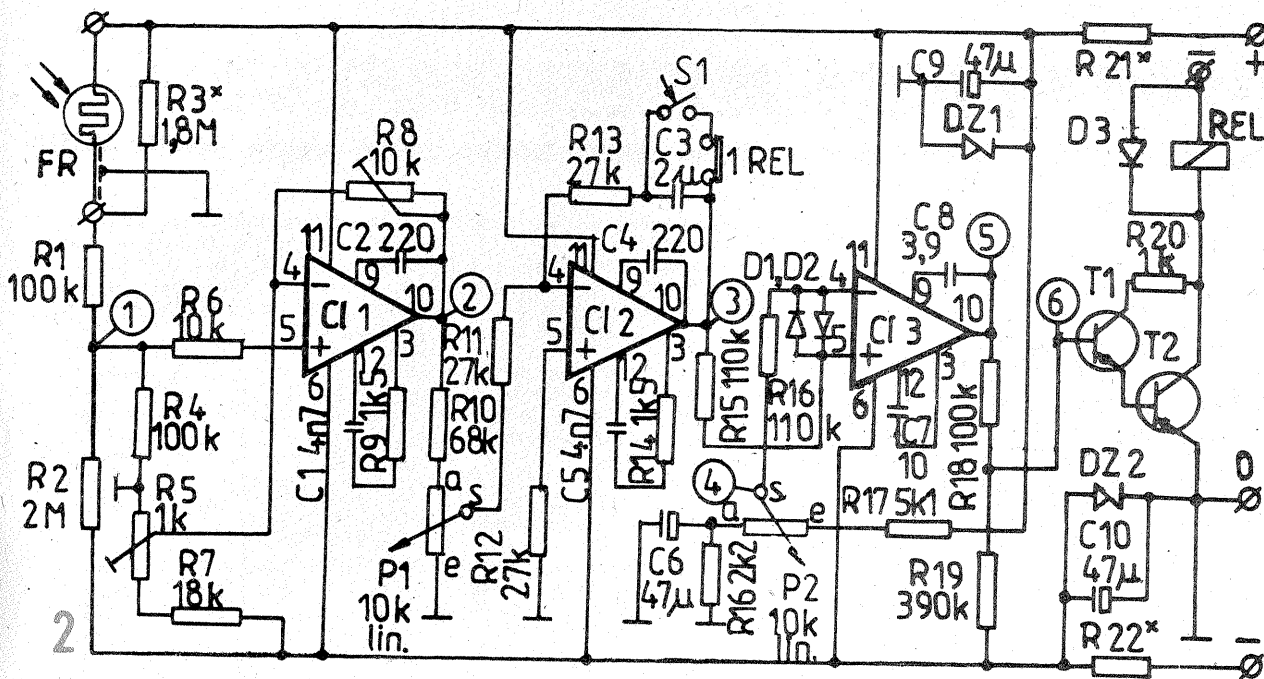 FR
R3* 1,8M
R1 100k
1
R6 10k
R4 100k
R2 2M
R5 1k
R7 18k
2
R8 10k
C2 220
11
4
9
CI 1
10
2
5
12
3
6
C1 4n7
R9 1k5
R11 27k
R10 68k
a
s
e
P1 10k lin.
R12 27k
S1
R13 27k
C3 2µ
1 REL
C4 220
11
4
9
CI 2
10
3
5
12
3
6
C5 4n7
R14 1k5
R15 110k
D1, D2
R16 110k
C8 3,9
11
4
9
CI 3
10
5
5
12
3
6
C7 10
R18 100k
4
s
a
e
C6 47µ
R16 2k2
P2 10k lin.
R17 5k1
R19 390k
C9 47µ
DZ1
R21*
+
–
D3
REL
R20 1k
T1
6
T2
DZ2
0
C10 47µ
R22*
–